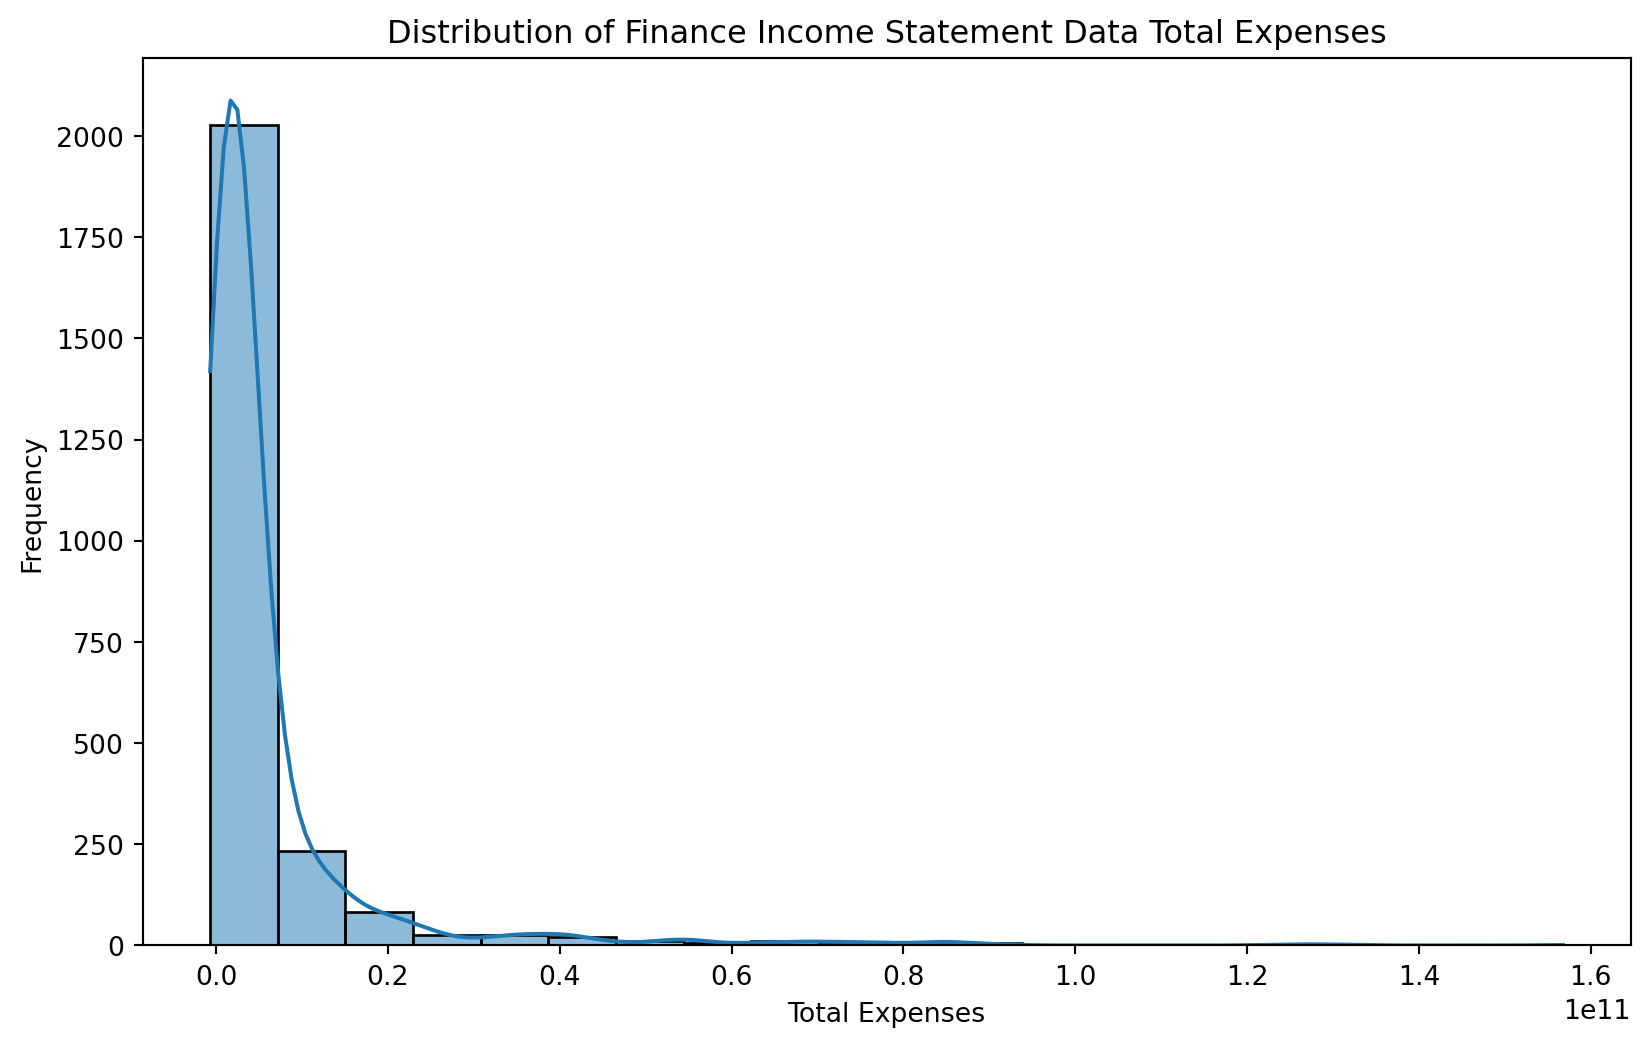 Distribution of Finance Income Statement Data Total Expenses
Frequency
2000
1750
1500
1250
1000
750
500
250
0
0.0 0.2 0.4 0.6 0.8 1.0 1.2 1.4 1.6
1e11
Total Expenses